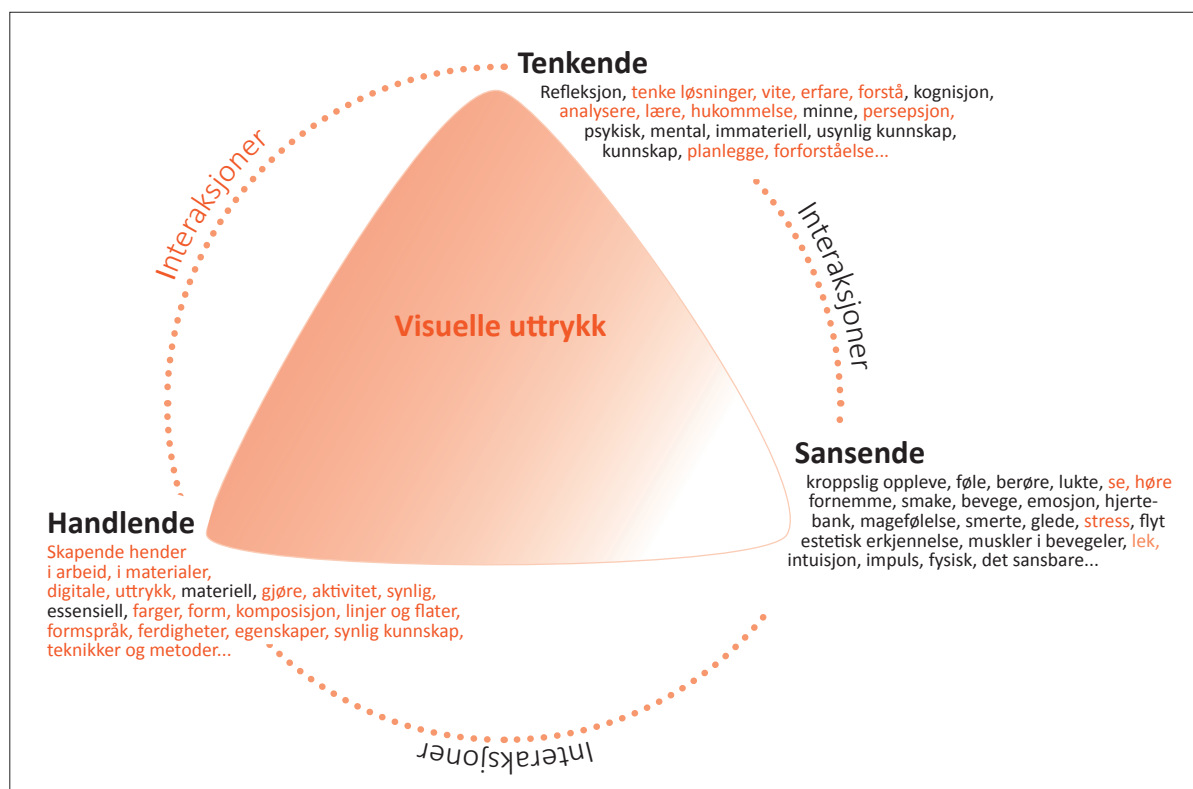 Tenkende
Refleksjon, tenke løsninger, vite, erfare, forstå, kognisjon,
analysere, lære, hukommelse, minne, persepsjon,
psykisk, mental, immateriell, usynlig kunnskap,
kunnskap, planlegge, forforståelse...
Interaksjoner
Interaksjoner
Visuelle uttrykk
Sansende
kroppslig oppleve, føle, berøre, lukte, se, høre
fornemme, smake, bevege, emosjon, hjerte-
bank, magefølelse, smerte, glede, stress, flyt
estetisk erkjennelse, muskler i bevegeler, lek,
intuisjon, impuls, fysisk, det sansbare...
Handlende
Skapende hender
i arbeid, i materialer,
digitale, uttrykk, materiell, gjøre, aktivitet, synlig,
essensiell, farger, form, komposisjon, linjer og flater,
formspråk, ferdigheter, egenskaper, synlig kunnskap,
teknikker og metoder...
Interaksjoner